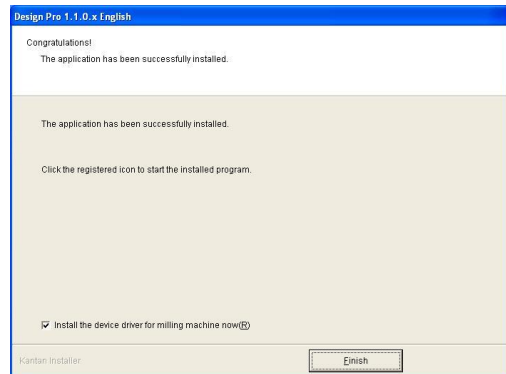 Design Pro 1.1.0.x English
Congratulations!
The application has been successfully installed.
The application has been successfully installed.
Click the registered icon to start the installed program.
Install the device driver for milling machine now(R)
Kantan Installer
Finish